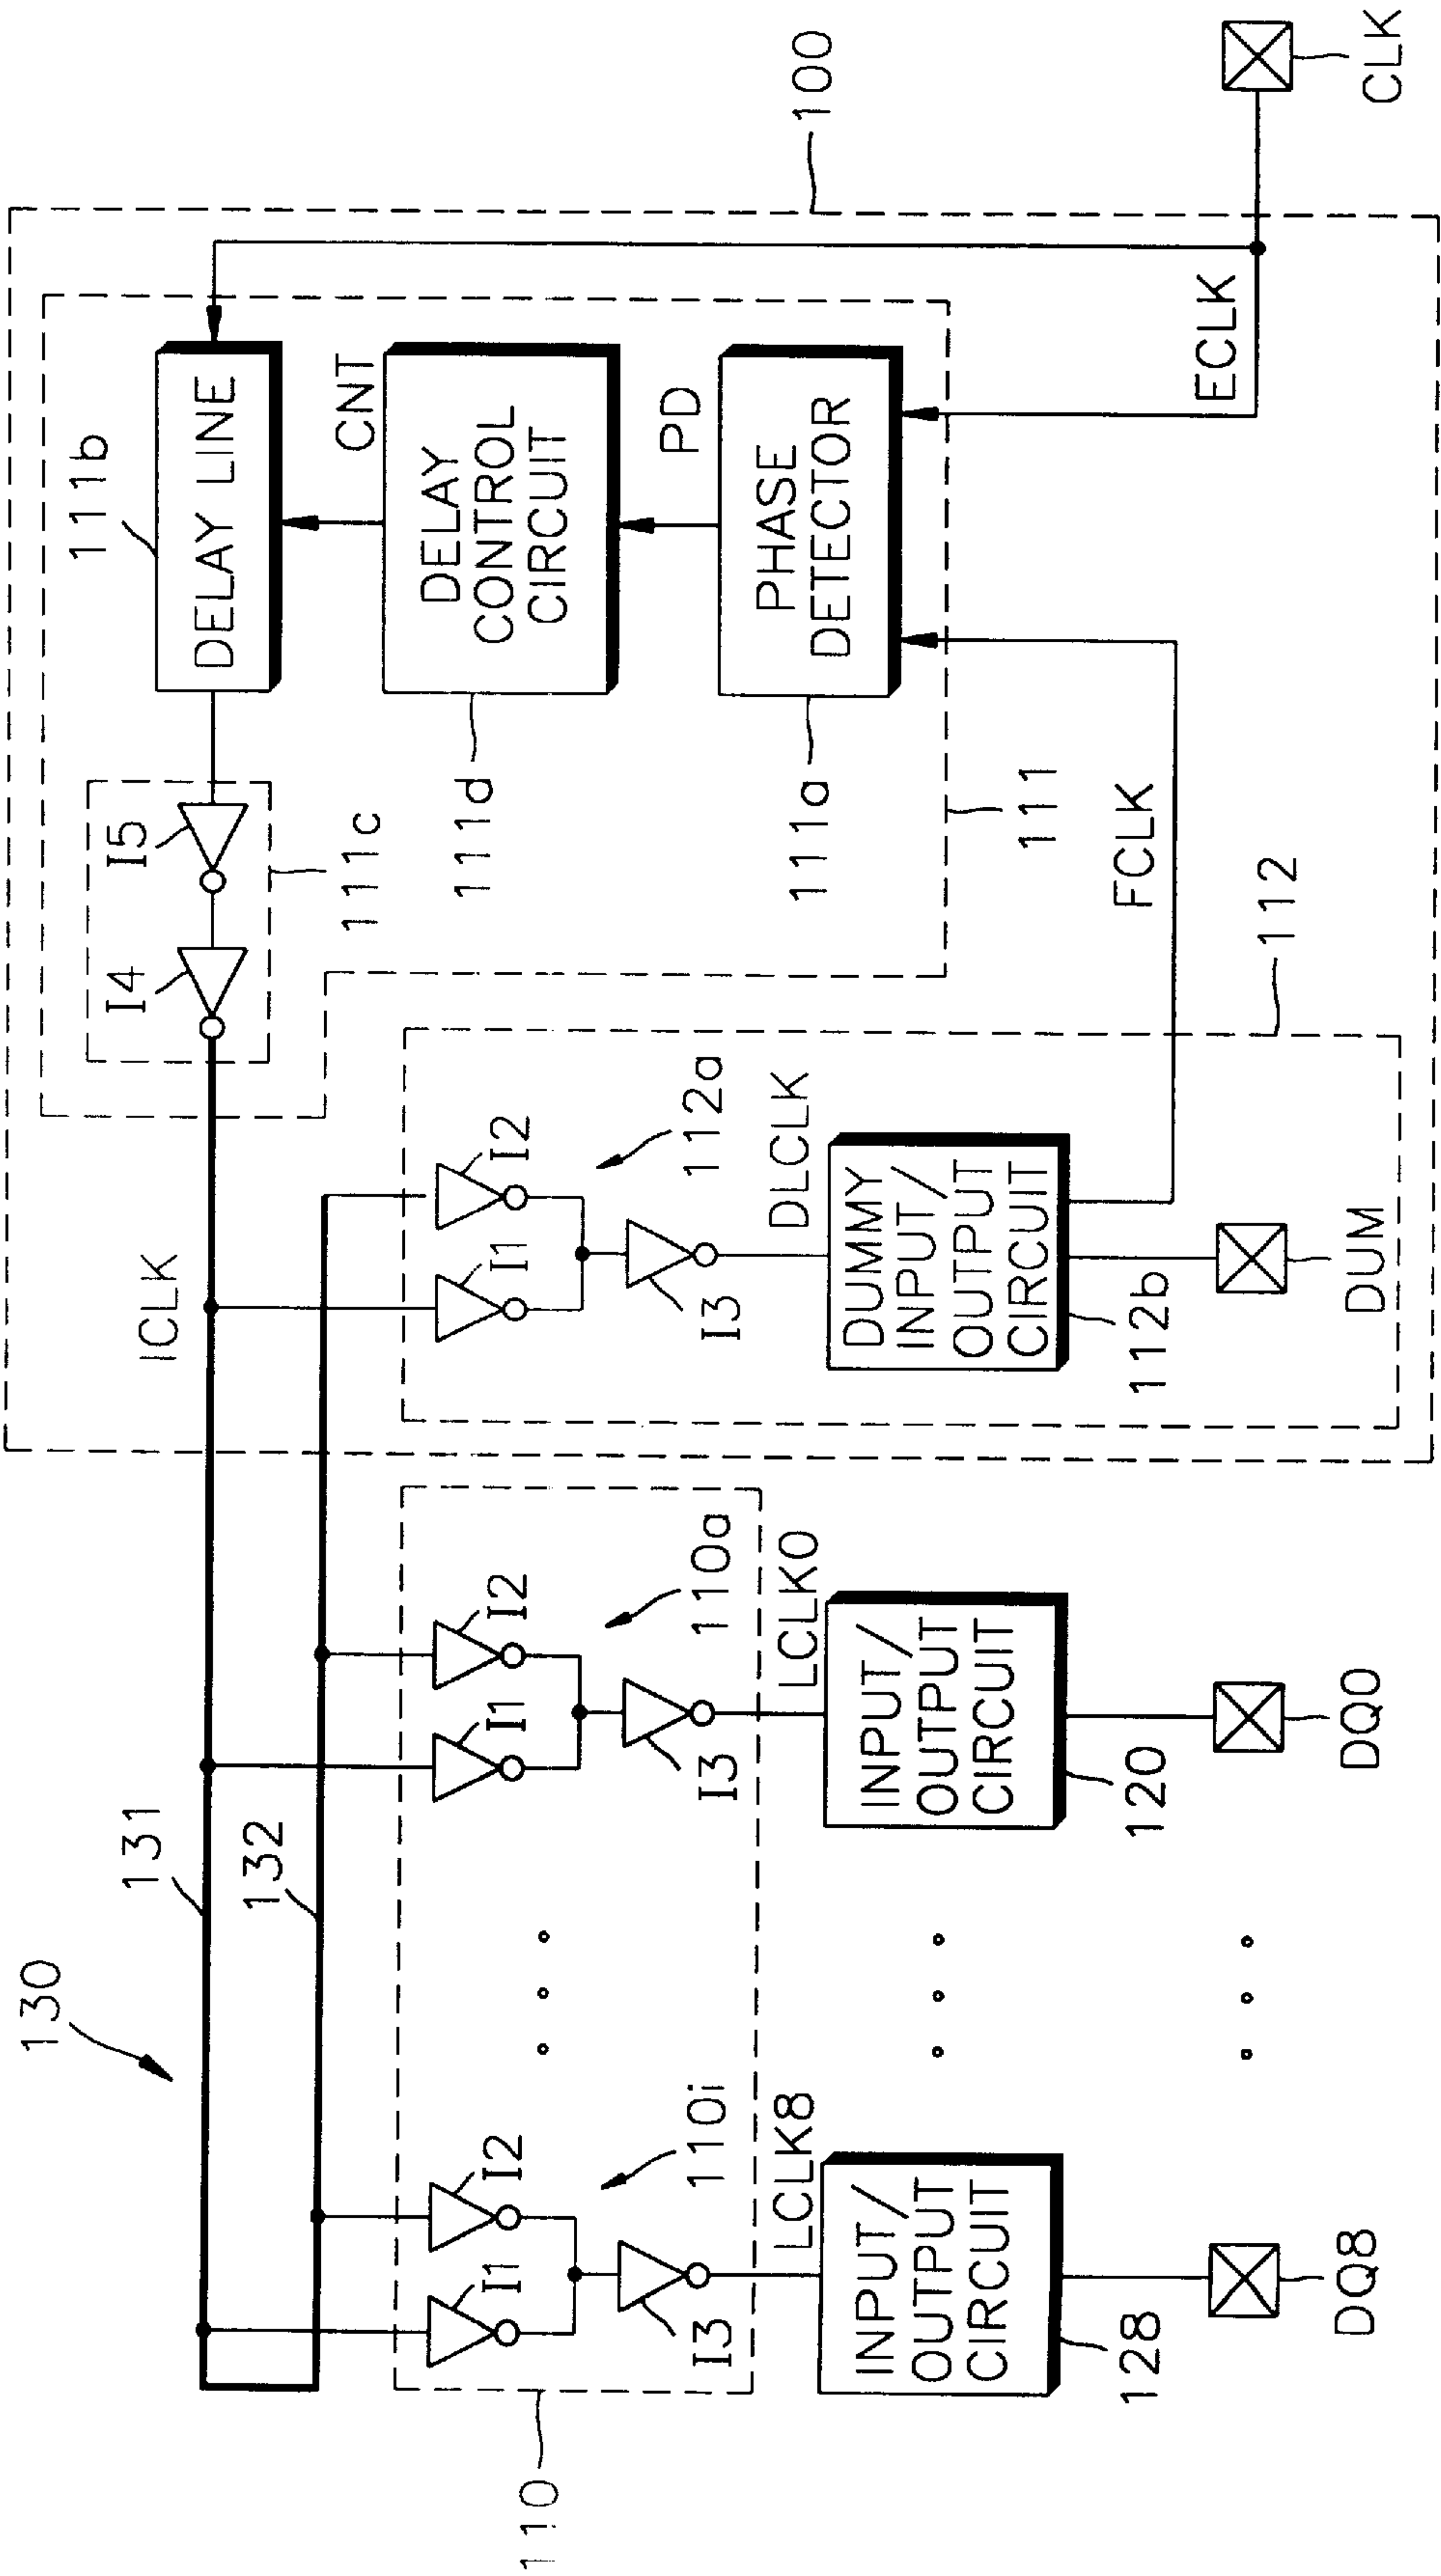 130
131
132
ICLK
I4
I5
111c
111b
DELAY LINE
CNT
DELAY
CONTROL
CIRCUIT
111d
PD
PHASE
DETECTOR
111a
111
100
ECLK
CLK
FCLK
112
I1
I2
I3
112a
DLCLK
DUMMY
INPUT/
OUTPUT
CIRCUIT
112b
DUM
110
I1
I2
I3
110i
LCLK8
INPUT/
OUTPUT
CIRCUIT
128
DQ8
I1
I2
I3
110a
LCLK0
INPUT/
OUTPUT
CIRCUIT
120
DQ0